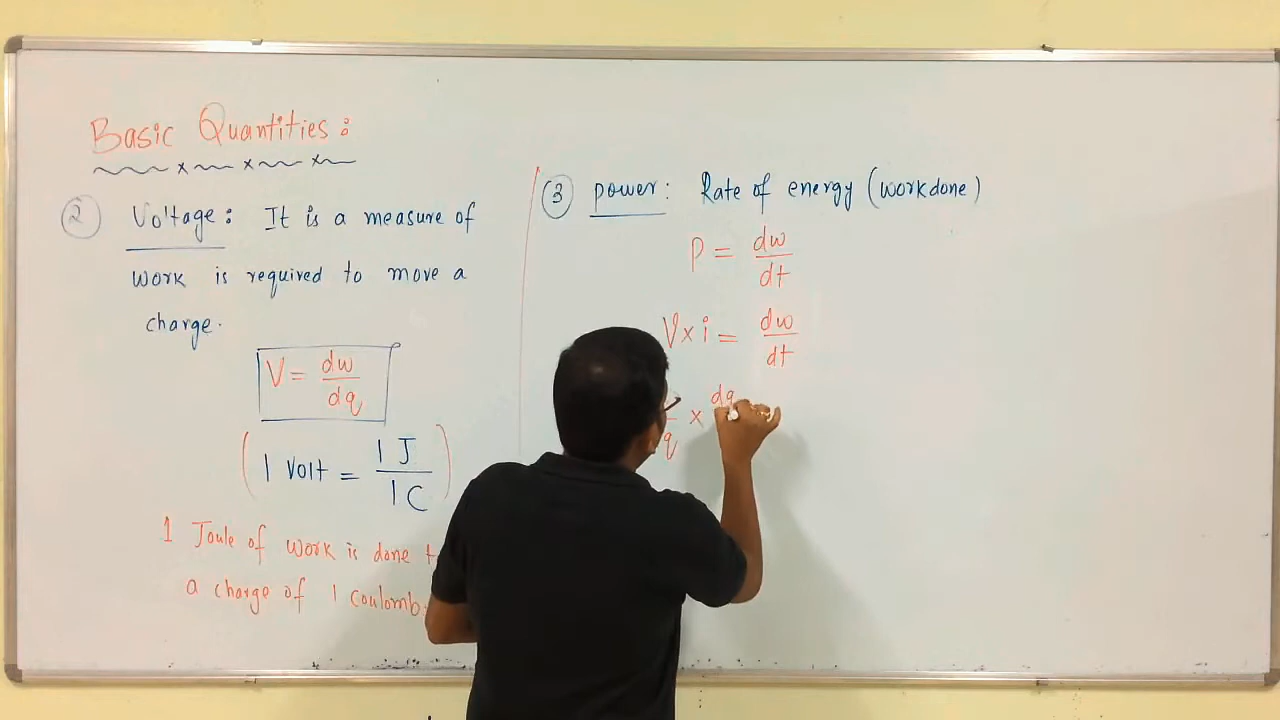 Basic Quantities:
② Voltage: It is a measure of
work is required to move a
charge.
V = dw/dq
(1 Volt = 1 J/1 C)
1 Joule of work is done
a charge of 1 Coulomb.
③ power: Rate of energy (workdone)
P = dw/dt
V × i = dw/dt
q × dq